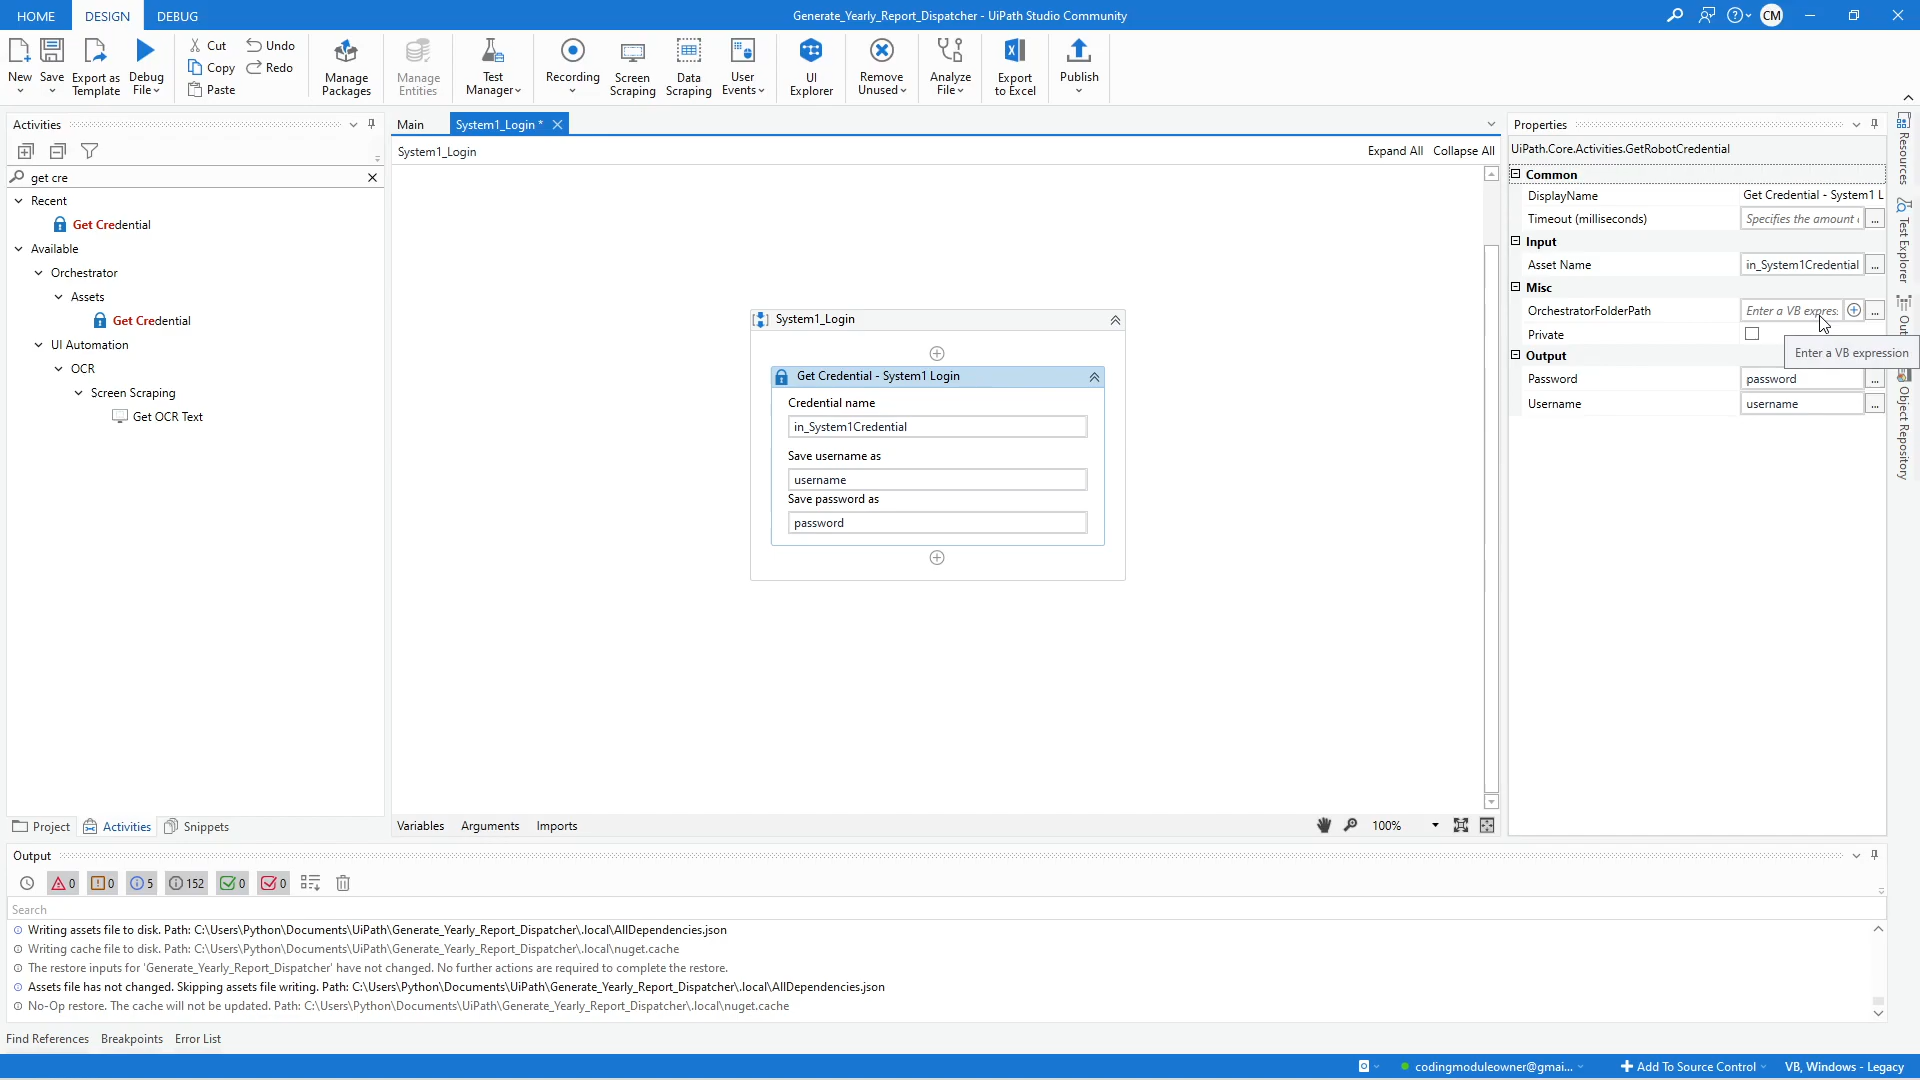 HOME DESIGN DEBUG
Generate_Yearly_Report_Dispatcher - UiPath Studio Community
CM
New
Save
Export as Template
Debug File
Cut
Copy
Paste
Undo
Redo
Manage Packages
Manage Entities
Test Manager
Recording
Screen Scraping
Data Scraping
User Events
UI Explorer
Remove Unused
Analyze File
Export to Excel
Publish
Activities
get cre
Recent
Get Credential
Available
Orchestrator
Assets
Get Credential
UI Automation
OCR
Screen Scraping
Get OCR Text
Project Activities Snippets
Main System1_Login *
System1_Login
Expand All Collapse All
System1_Login
Get Credential - System1 Login
Credential name
in_System1Credential
Save username as
username
Save password as
password
Variables Arguments Imports
100%
Properties
UiPath.Core.Activities.GetRobotCredential
Common
DisplayName Get Credential - System1 L
Timeout (milliseconds) Specifies the amount ...
Input
Asset Name in_System1Credential ...
Misc
OrchestratorFolderPath Enter a VB express ...
Private
Enter a VB expression
Output
Password password ...
Username username ...
Resources
Test Explorer
Out
Object Repository
Output
0 0 5 152 0 0
Search
Writing assets file to disk. Path: C:\Users\Python\Documents\UiPath\Generate_Yearly_Report_Dispatcher\.local\AllDependencies.json
Writing cache file to disk. Path: C:\Users\Python\Documents\UiPath\Generate_Yearly_Report_Dispatcher\.local\nuget.cache
The restore inputs for 'Generate_Yearly_Report_Dispatcher' have not changed. No further actions are required to complete the restore.
Assets file has not changed. Skipping assets file writing. Path: C:\Users\Python\Documents\UiPath\Generate_Yearly_Report_Dispatcher\.local\AllDependencies.json
No-Op restore. The cache will not be updated. Path: C:\Users\Python\Documents\UiPath\Generate_Yearly_Report_Dispatcher\.local\nuget.cache
Find References Breakpoints Error List
codingmoduleowner@gmai... Add To Source Control VB, Windows - Legacy